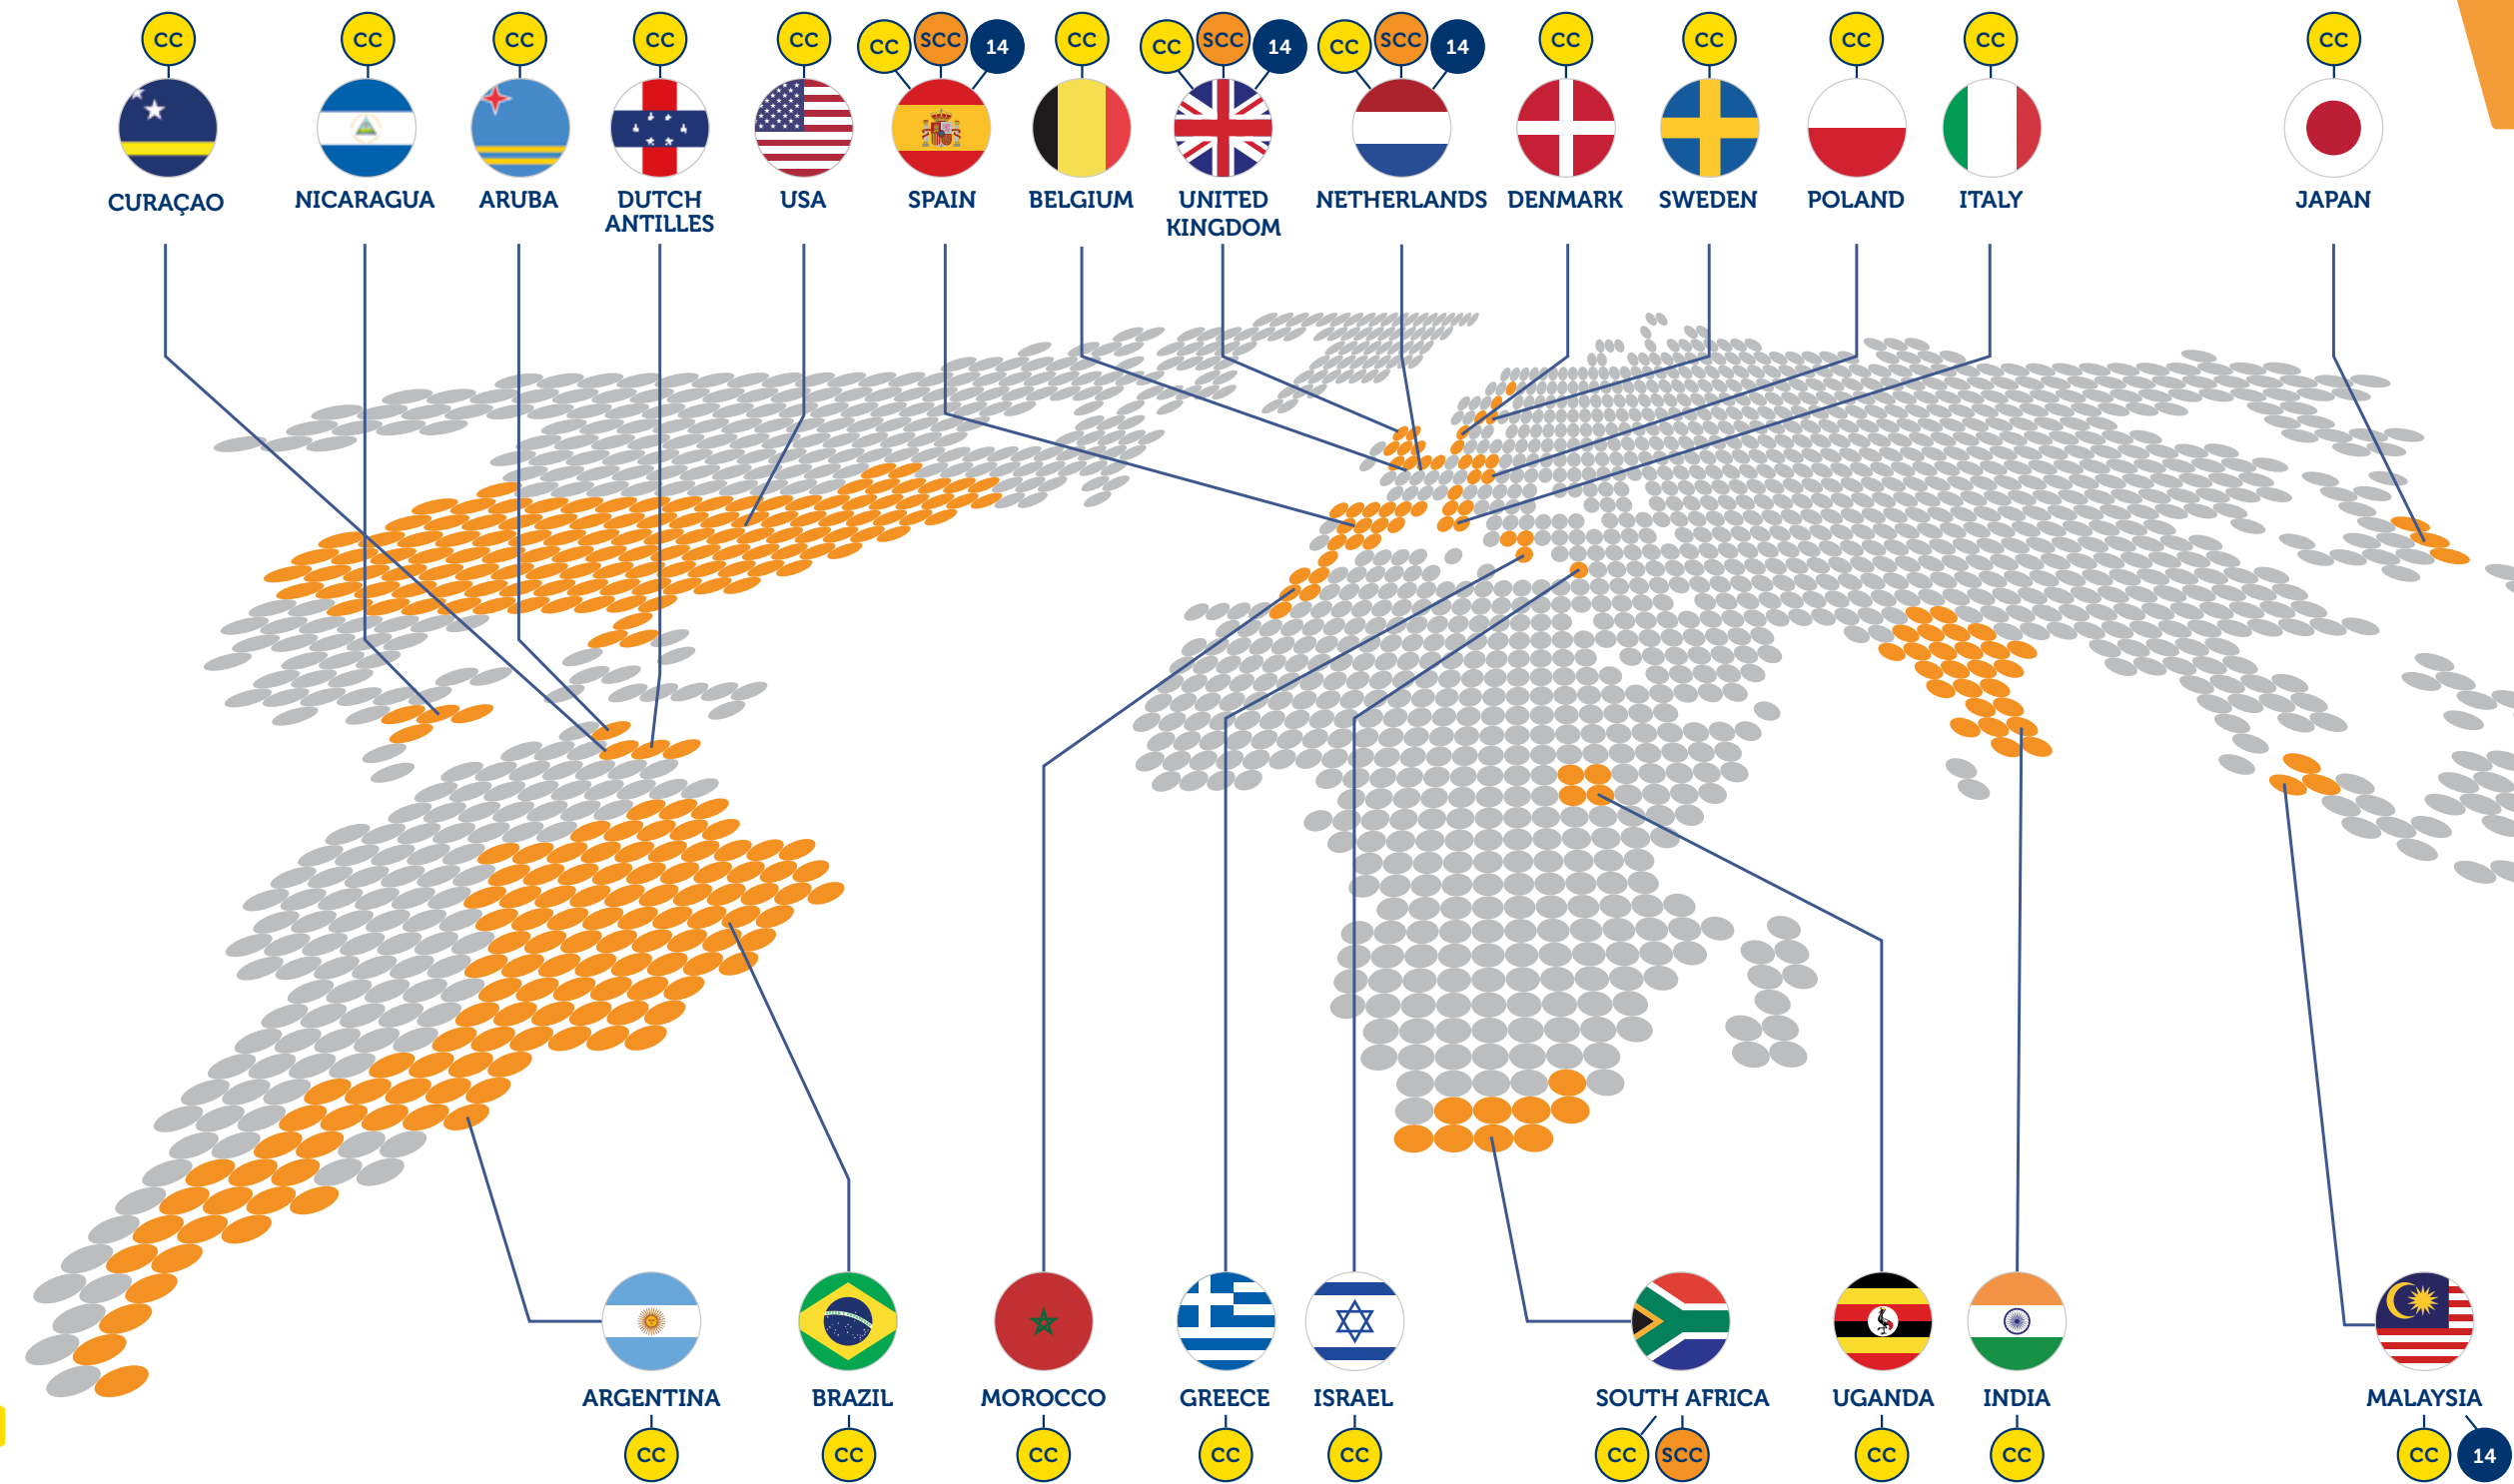 CC CC CC CC CC CC SCC 14 CC CC SCC 14 CC SCC 14 CC CC CC CC CC
CURAÇAO NICARAGUA ARUBA DUTCH ANTILLES USA SPAIN BELGIUM UNITED KINGDOM NETHERLANDS DENMARK SWEDEN POLAND ITALY JAPAN
ARGENTINA BRAZIL MOROCCO GREECE ISRAEL SOUTH AFRICA UGANDA INDIA MALAYSIA
CC CC CC CC CC CC SCC CC CC CC 14